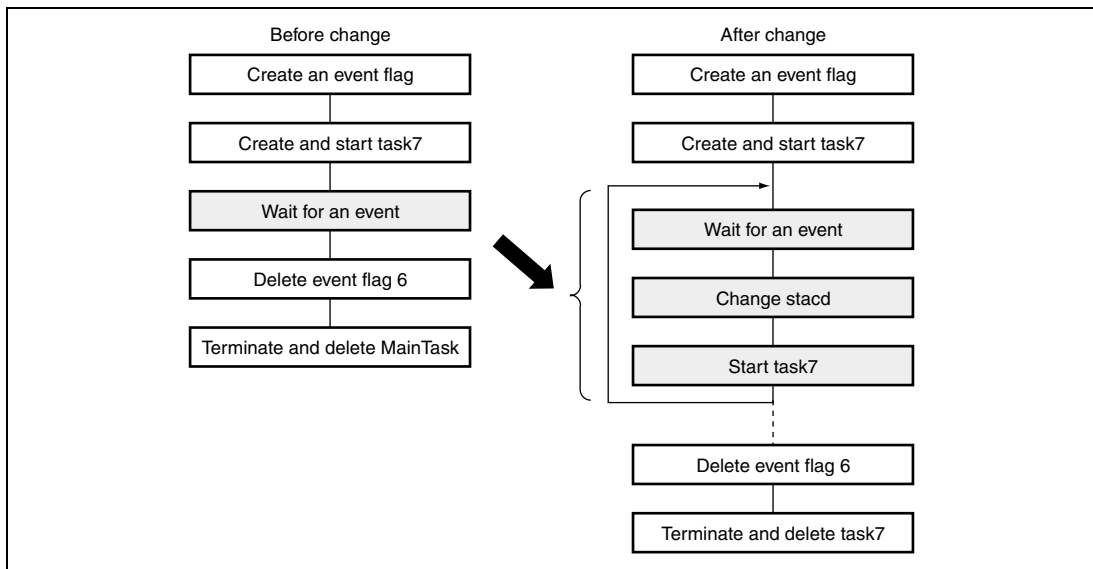 Before change
Create an event flag
Create and start task7
Wait for an event
Delete event flag 6
Terminate and delete MainTask
After change
Create an event flag
Create and start task7
Wait for an event
Change stacd
Start task7
Delete event flag 6
Terminate and delete task7